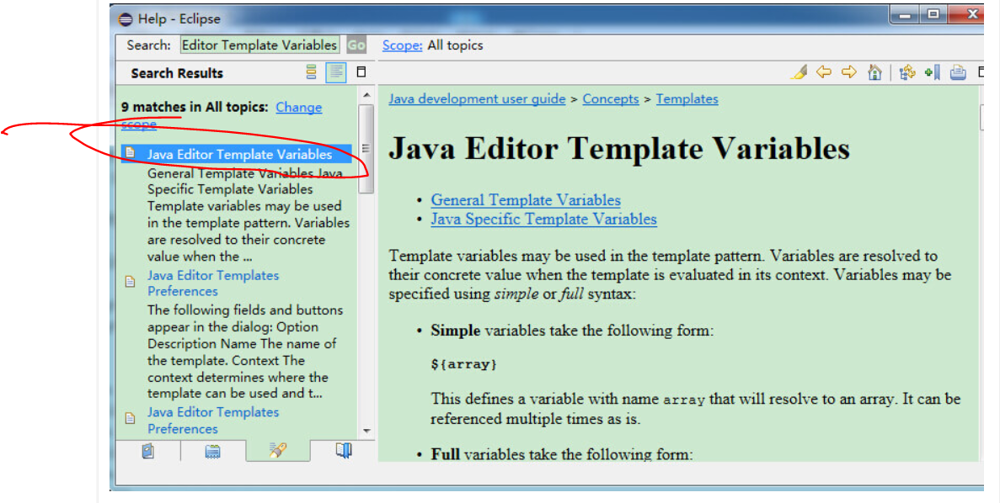 Help - Eclipse
Search: Editor Template Variables Go Scope: All topics
Search Results
9 matches in All topics: Change
scope
Java Editor Template Variables
General Template Variables Java
Specific Template Variables
Template variables may be used
in the template pattern. Variables
are resolved to their concrete
value when the ...
Java Editor Templates
Preferences
The following fields and buttons
appear in the dialog: Option
Description Name The name of
the template. Context The
context determines where the
template can be used and t...
Java Editor Templates
Preferences
Java development user guide > Concepts > Templates
Java Editor Template Variables
• General Template Variables
• Java Specific Template Variables
Template variables may be used in the template pattern. Variables are resolved to
their concrete value when the template is evaluated in its context. Variables may be
specified using simple or full syntax:
• Simple variables take the following form:
${array}
This defines a variable with name array that will resolve to an array. It can be
referenced multiple times as is.
• Full variables take the following form: